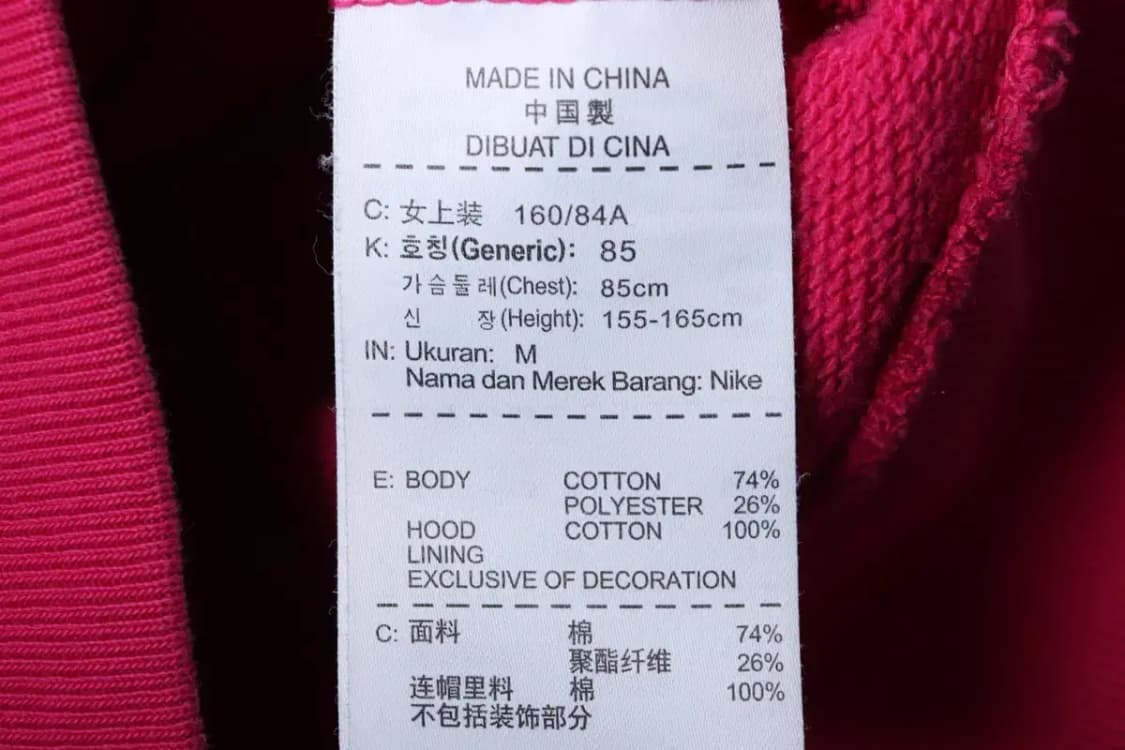 MADE IN CHINA
中国製
DIBUAT DI CINA
C: 女上装 160/84A
K: 호칭(Generic): 85
가슴둘레(Chest): 85cm
신 장(Height): 155-165cm
IN: Ukuran: M
Nama dan Merek Barang: Nike
E: BODY COTTON 74%
POLYESTER 26%
HOOD COTTON 100%
LINING
EXCLUSIVE OF DECORATION
C: 面料 棉 74%
聚酯纤维 26%
连帽里料 棉 100%
不包括装饰部分